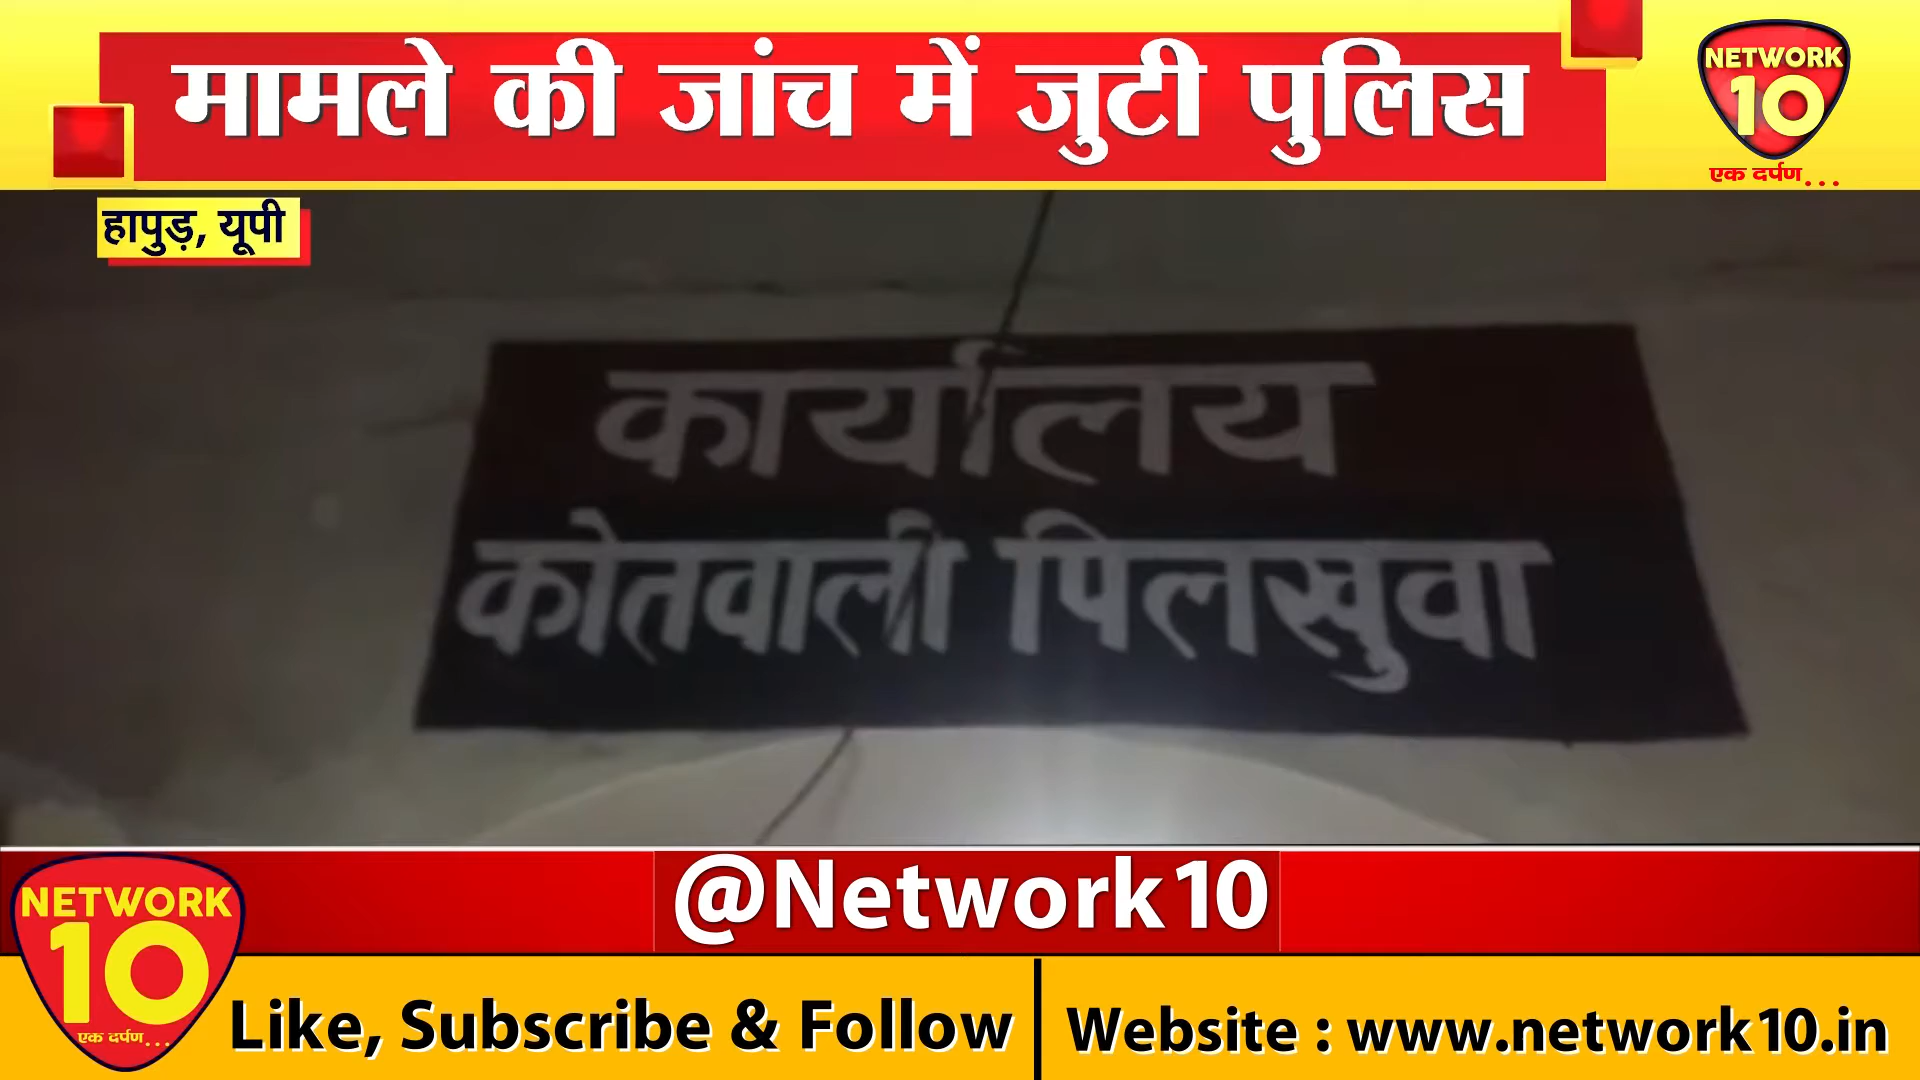 मामले की जांच में जुटी पुलिस
NETWORK
10
एक दर्पण...
हापुड़, यूपी
कार्यालय
कोतवाली पिलखुवा
@Network10
NETWORK
10
एक दर्पण...
Like, Subscribe & Follow
Website : www.network10.in